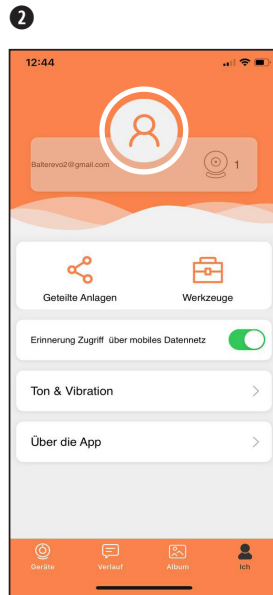 2
12:44
Balterevo2@gmail.com 1
Geteilte Anlagen Werkzeuge
Erinnerung Zugriff über mobiles Datennetz
Ton & Vibration
Über die App
Geräte Verlauf Album Ich